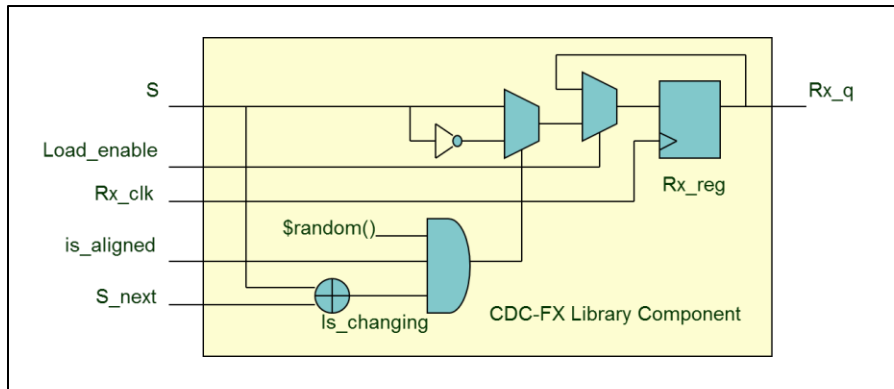 S
Rx_q
Load_enable
Rx_clk
Rx_reg
$random()
is_aligned
S_next
Is_changing
CDC-FX Library Component